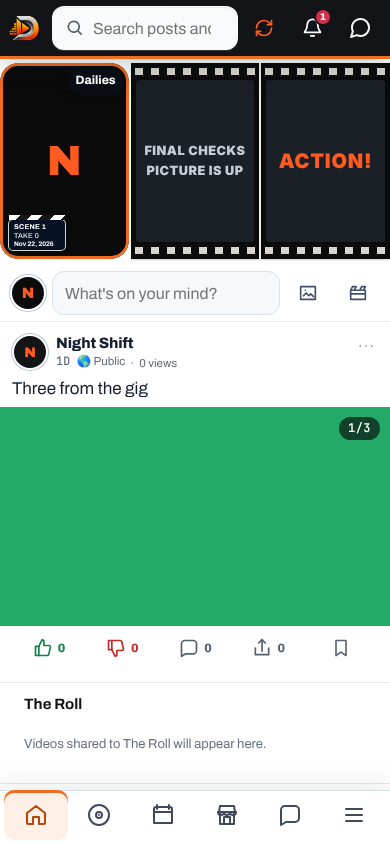 Search posts and
1
Dailies
N
SCENE 1
TAKE 0
Nov 22, 2026
FINAL CHECKS
PICTURE IS UP
ACTION!
N
What's on your mind?
N
Night Shift
...
1D 🌎 Public · 0 views
Three from the gig
1/3
0 0 0 0
The Roll
Videos shared to The Roll will appear here.